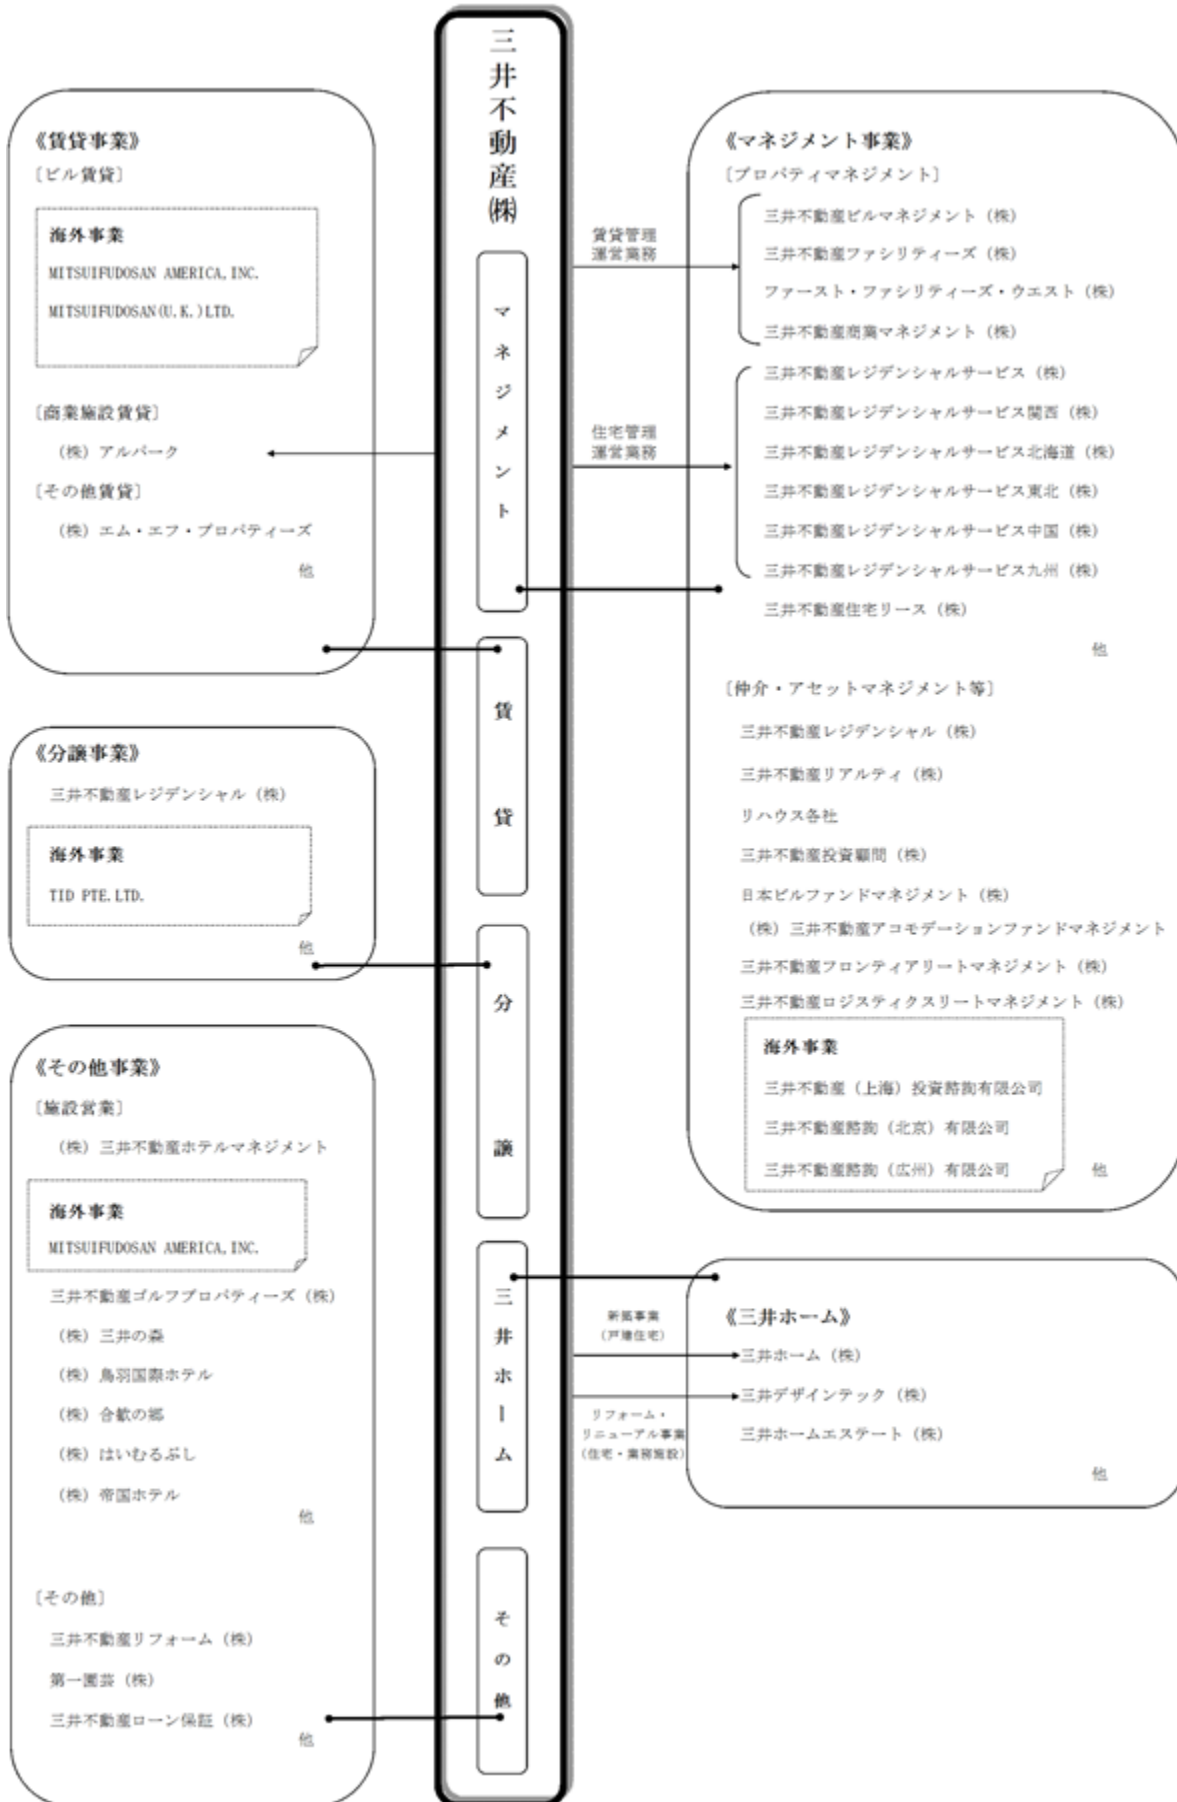 三井不動産㈱
マネジメント
賃貸
分譲
三井ホーム
その他
《賃貸事業》
〔ビル賃貸〕
海外事業
MITSUIFUDOSAN AMERICA, INC.
MITSUIFUDOSAN(U.K.)LTD.
〔商業施設賃貸〕
（株）アルパーク
〔その他賃貸〕
（株）エム・エフ・プロパティーズ
他
《分譲事業》
三井不動産レジデンシャル（株）
海外事業
TID PTE.LTD.
他
《その他事業》
〔施設営業〕
（株）三井不動産ホテルマネジメント
海外事業
MITSUIFUDOSAN AMERICA, INC.
三井不動産ゴルフプロパティーズ（株）
（株）三井の森
（株）鳥羽国際ホテル
（株）合歓の郷
（株）はいむるぶし
（株）帝国ホテル
他
〔その他〕
三井不動産リフォーム（株）
第一園芸（株）
三井不動産ローン保証（株）
他
賃貸管理
運営業務
住宅管理
運営業務
《マネジメント事業》
〔プロパティマネジメント〕
三井不動産ビルマネジメント（株）
三井不動産ファシリティーズ（株）
ファースト・ファシリティーズ・ウエスト（株）
三井不動産商業マネジメント（株）
三井不動産レジデンシャルサービス（株）
三井不動産レジデンシャルサービス関西（株）
三井不動産レジデンシャルサービス北海道（株）
三井不動産レジデンシャルサービス東北（株）
三井不動産レジデンシャルサービス中国（株）
三井不動産レジデンシャルサービス九州（株）
三井不動産住宅リース（株）
他
〔仲介・アセットマネジメント等〕
三井不動産レジデンシャル（株）
三井不動産リアルティ（株）
リハウス各社
三井不動産投資顧問（株）
日本ビルファンドマネジメント（株）
（株）三井不動産アコモデーションファンドマネジメント
三井不動産フロンティアリートマネジメント（株）
三井不動産ロジスティクスリートマネジメント（株）
海外事業
三井不動産（上海）投資諮詢有限公司
三井不動産諮詢（北京）有限公司
三井不動産諮詢（広州）有限公司
他
新築事業
（戸建住宅）
リフォーム・
リニューアル事業
（住宅・業務施設）
《三井ホーム》
三井ホーム（株）
三井デザインテック（株）
三井ホームエステート（株）
他